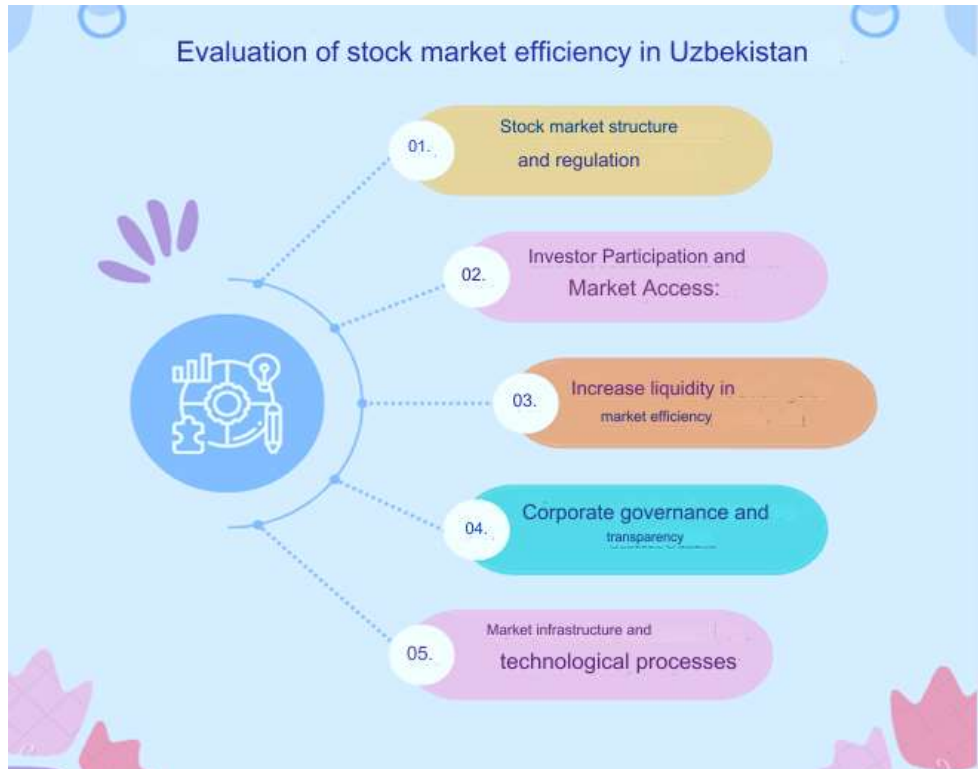 Evaluation of stock market efficiency in Uzbekistan
01.
Stock market structure
and regulation
02.
Investor Participation and
Market Access:
03.
Increase liquidity in
market efficiency
04.
Corporate governance and
transparency
05.
Market infrastructure and
technological processes